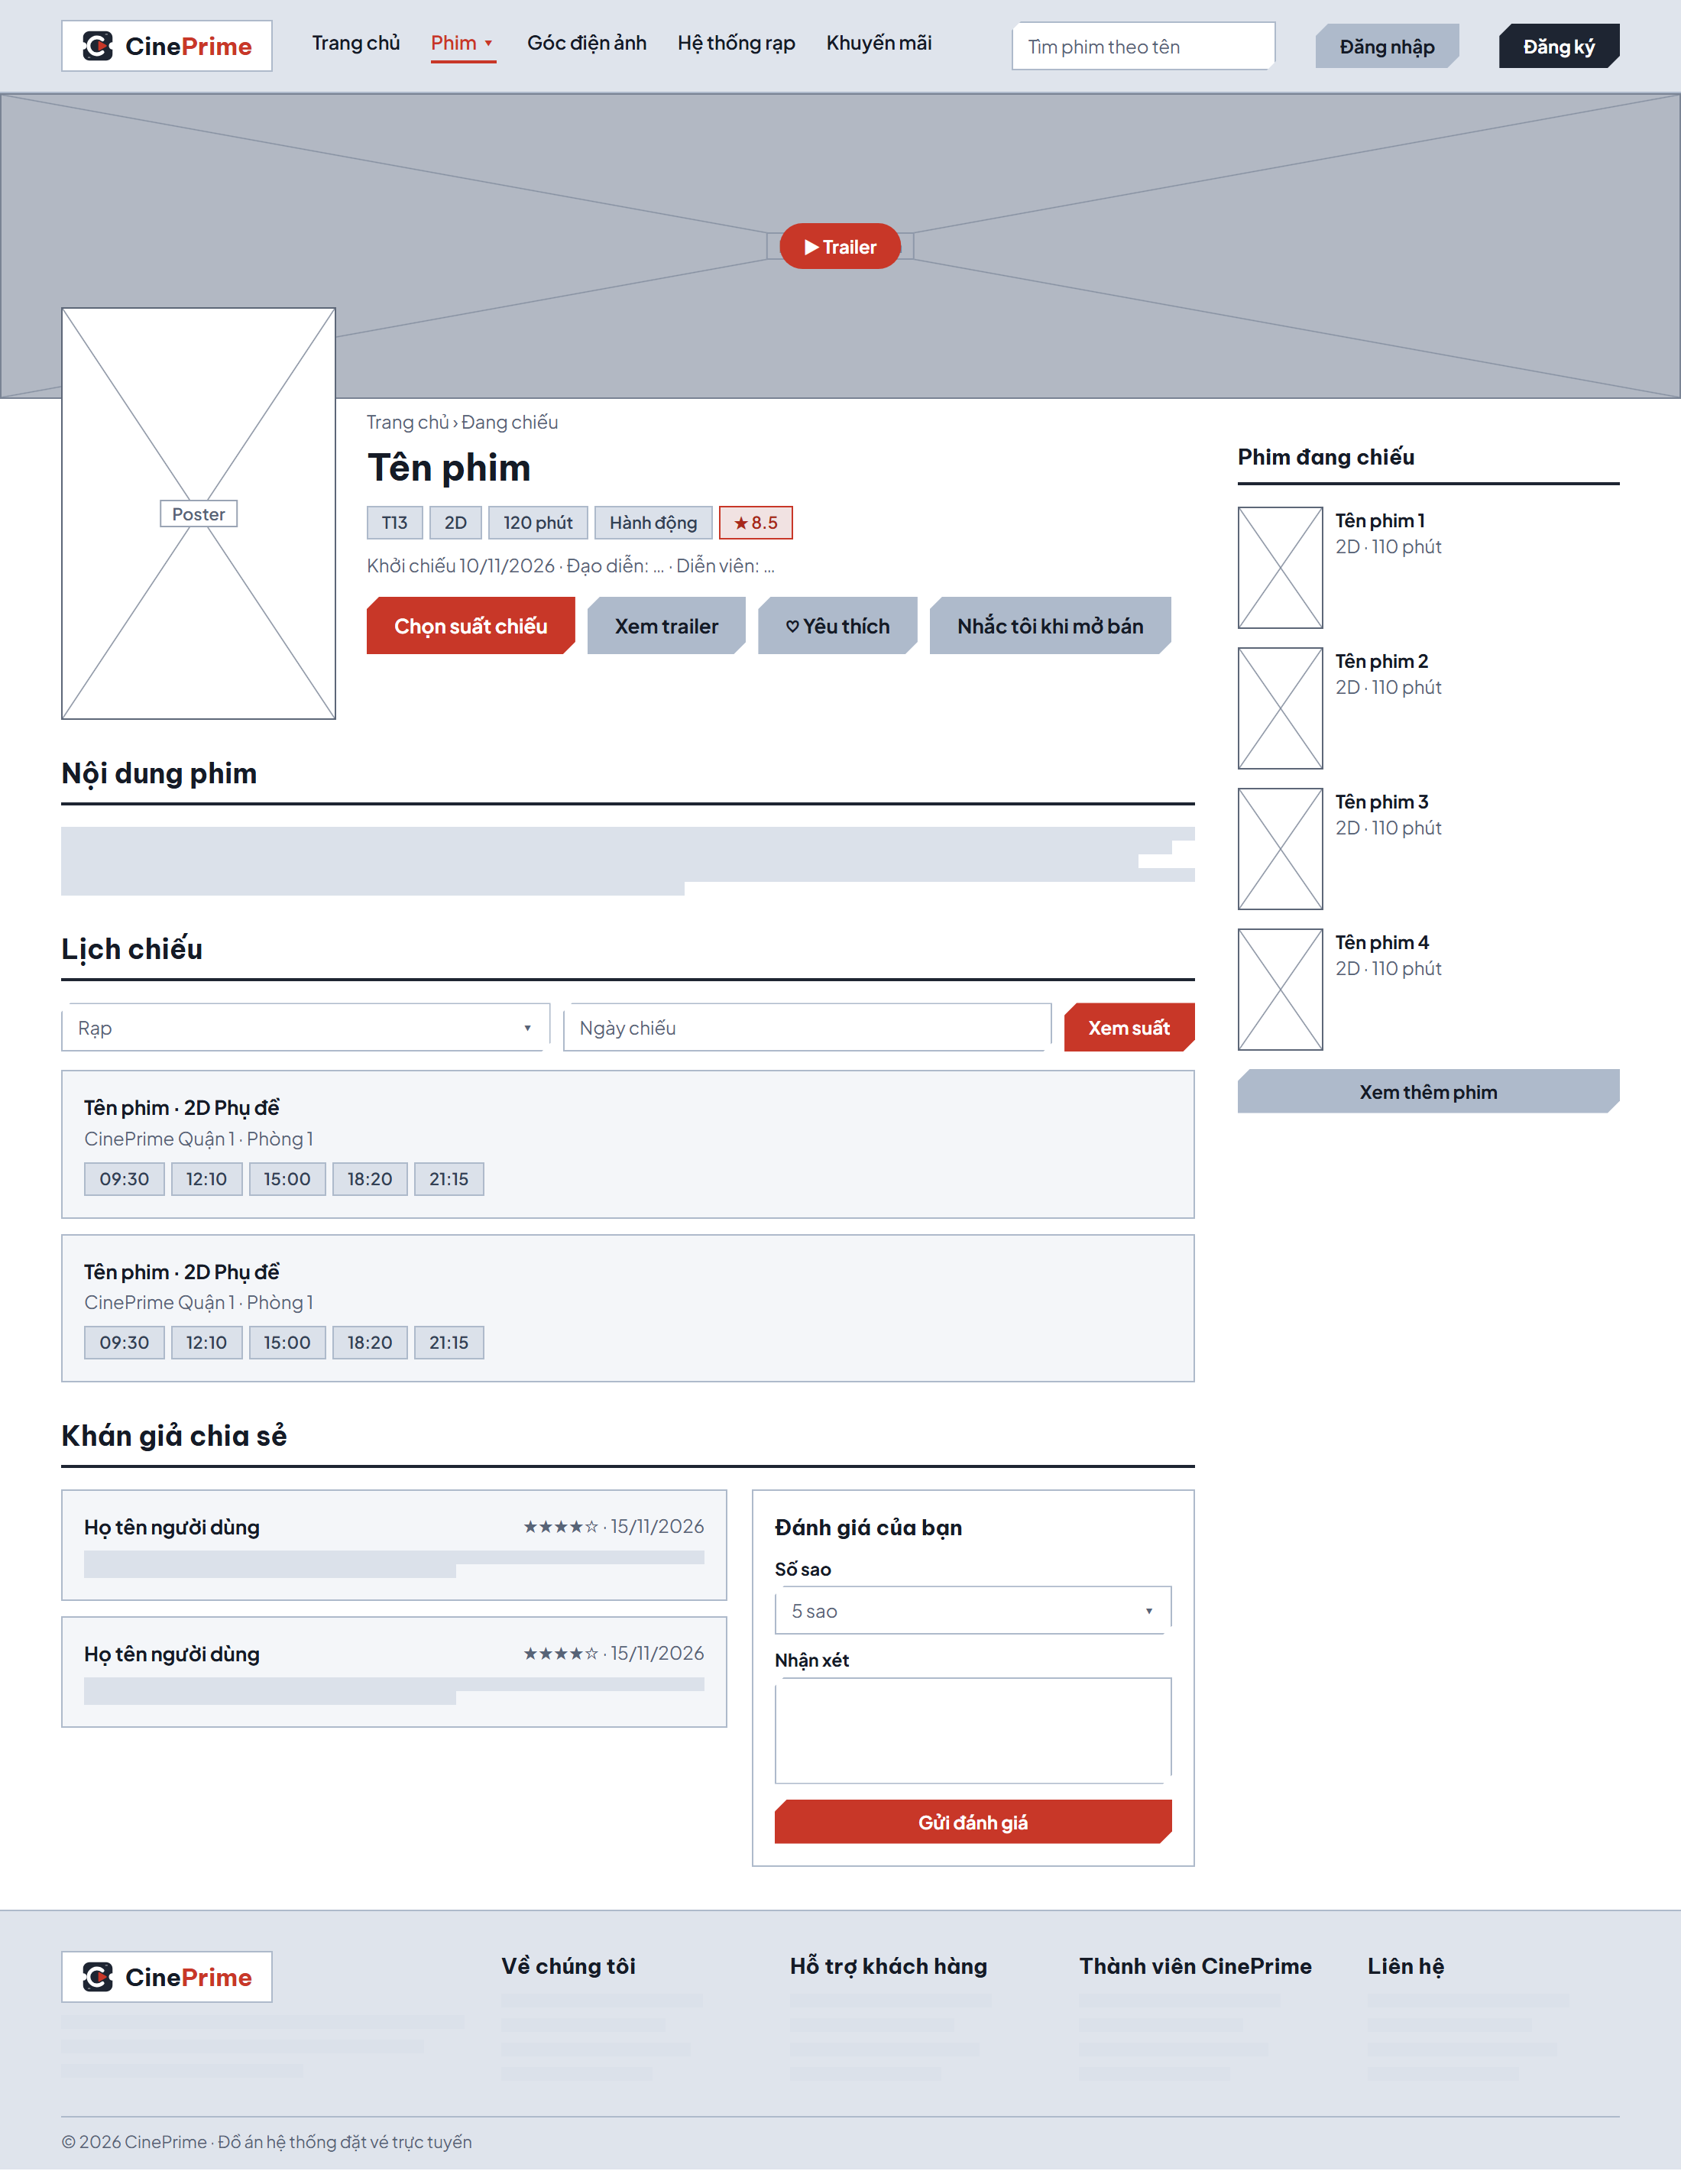 CinePrime
Trang chủ
Phim ▼
Góc điện ảnh
Hệ thống rạp
Khuyến mãi
Tìm phim theo tên
Đăng nhập
Đăng ký
▶ Trailer
Poster
Trang chủ › Đang chiếu
Tên phim
T13
2D
120 phút
Hành động
★ 8.5
Khởi chiếu 10/11/2026 · Đạo diễn: ... · Diễn viên: ...
Chọn suất chiếu
Xem trailer
♡ Yêu thích
Nhắc tôi khi mở bán
Nội dung phim
Lịch chiếu
Rạp ▼
Ngày chiếu
Xem suất
Tên phim · 2D Phụ đề
CinePrime Quận 1 · Phòng 1
09:30 12:10 15:00 18:20 21:15
Tên phim · 2D Phụ đề
CinePrime Quận 1 · Phòng 1
09:30 12:10 15:00 18:20 21:15
Khán giả chia sẻ
Họ tên người dùng
★★★★☆ · 15/11/2026
Họ tên người dùng
★★★★☆ · 15/11/2026
Đánh giá của bạn
Số sao
5 sao ▼
Nhận xét
Gửi đánh giá
Phim đang chiếu
Tên phim 1
2D · 110 phút
Tên phim 2
2D · 110 phút
Tên phim 3
2D · 110 phút
Tên phim 4
2D · 110 phút
Xem thêm phim
CinePrime
Về chúng tôi
Hỗ trợ khách hàng
Thành viên CinePrime
Liên hệ
© 2026 CinePrime · Đồ án hệ thống đặt vé trực tuyến